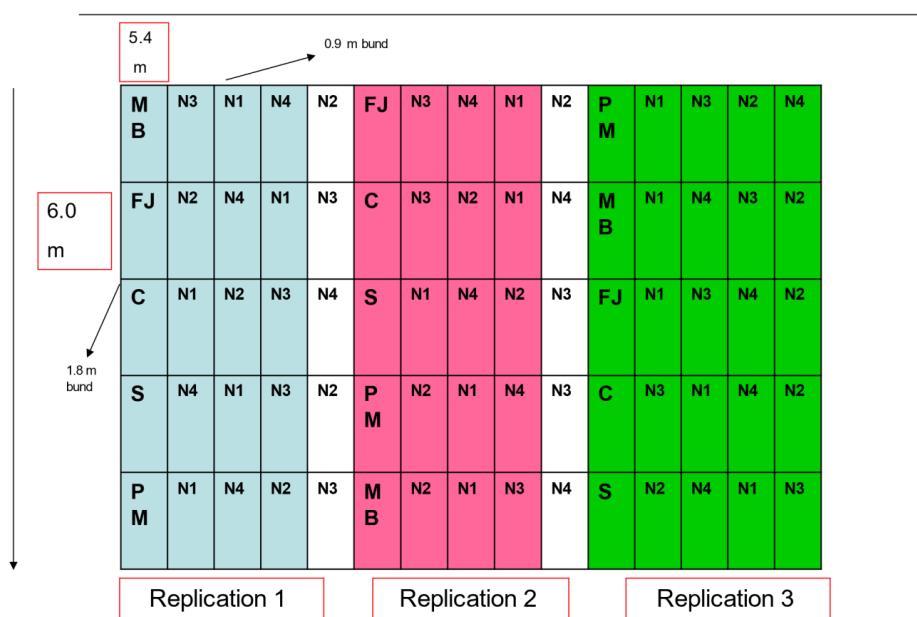 5.4
m
0.9 m bund
M
B
N3 N1 N4 N2
FJ
N3 N4 N1 N2
P
M
N1 N3 N2 N4
6.0
m
FJ N2 N4 N1 N3 C N3 N2 N1 N4
M
B
N1 N4 N3 N2
C N1 N2 N3 N4 S N1 N4 N2 N3 FJ N1 N3 N4 N2
1.8 m
bund
S N4 N1 N3 N2
P
M
N2 N1 N4 N3 C N3 N1 N4 N2
P
M
N1 N4 N2 N3
M
B
N2 N1 N3 N4 S N2 N4 N1 N3
Replication 1 Replication 2 Replication 3